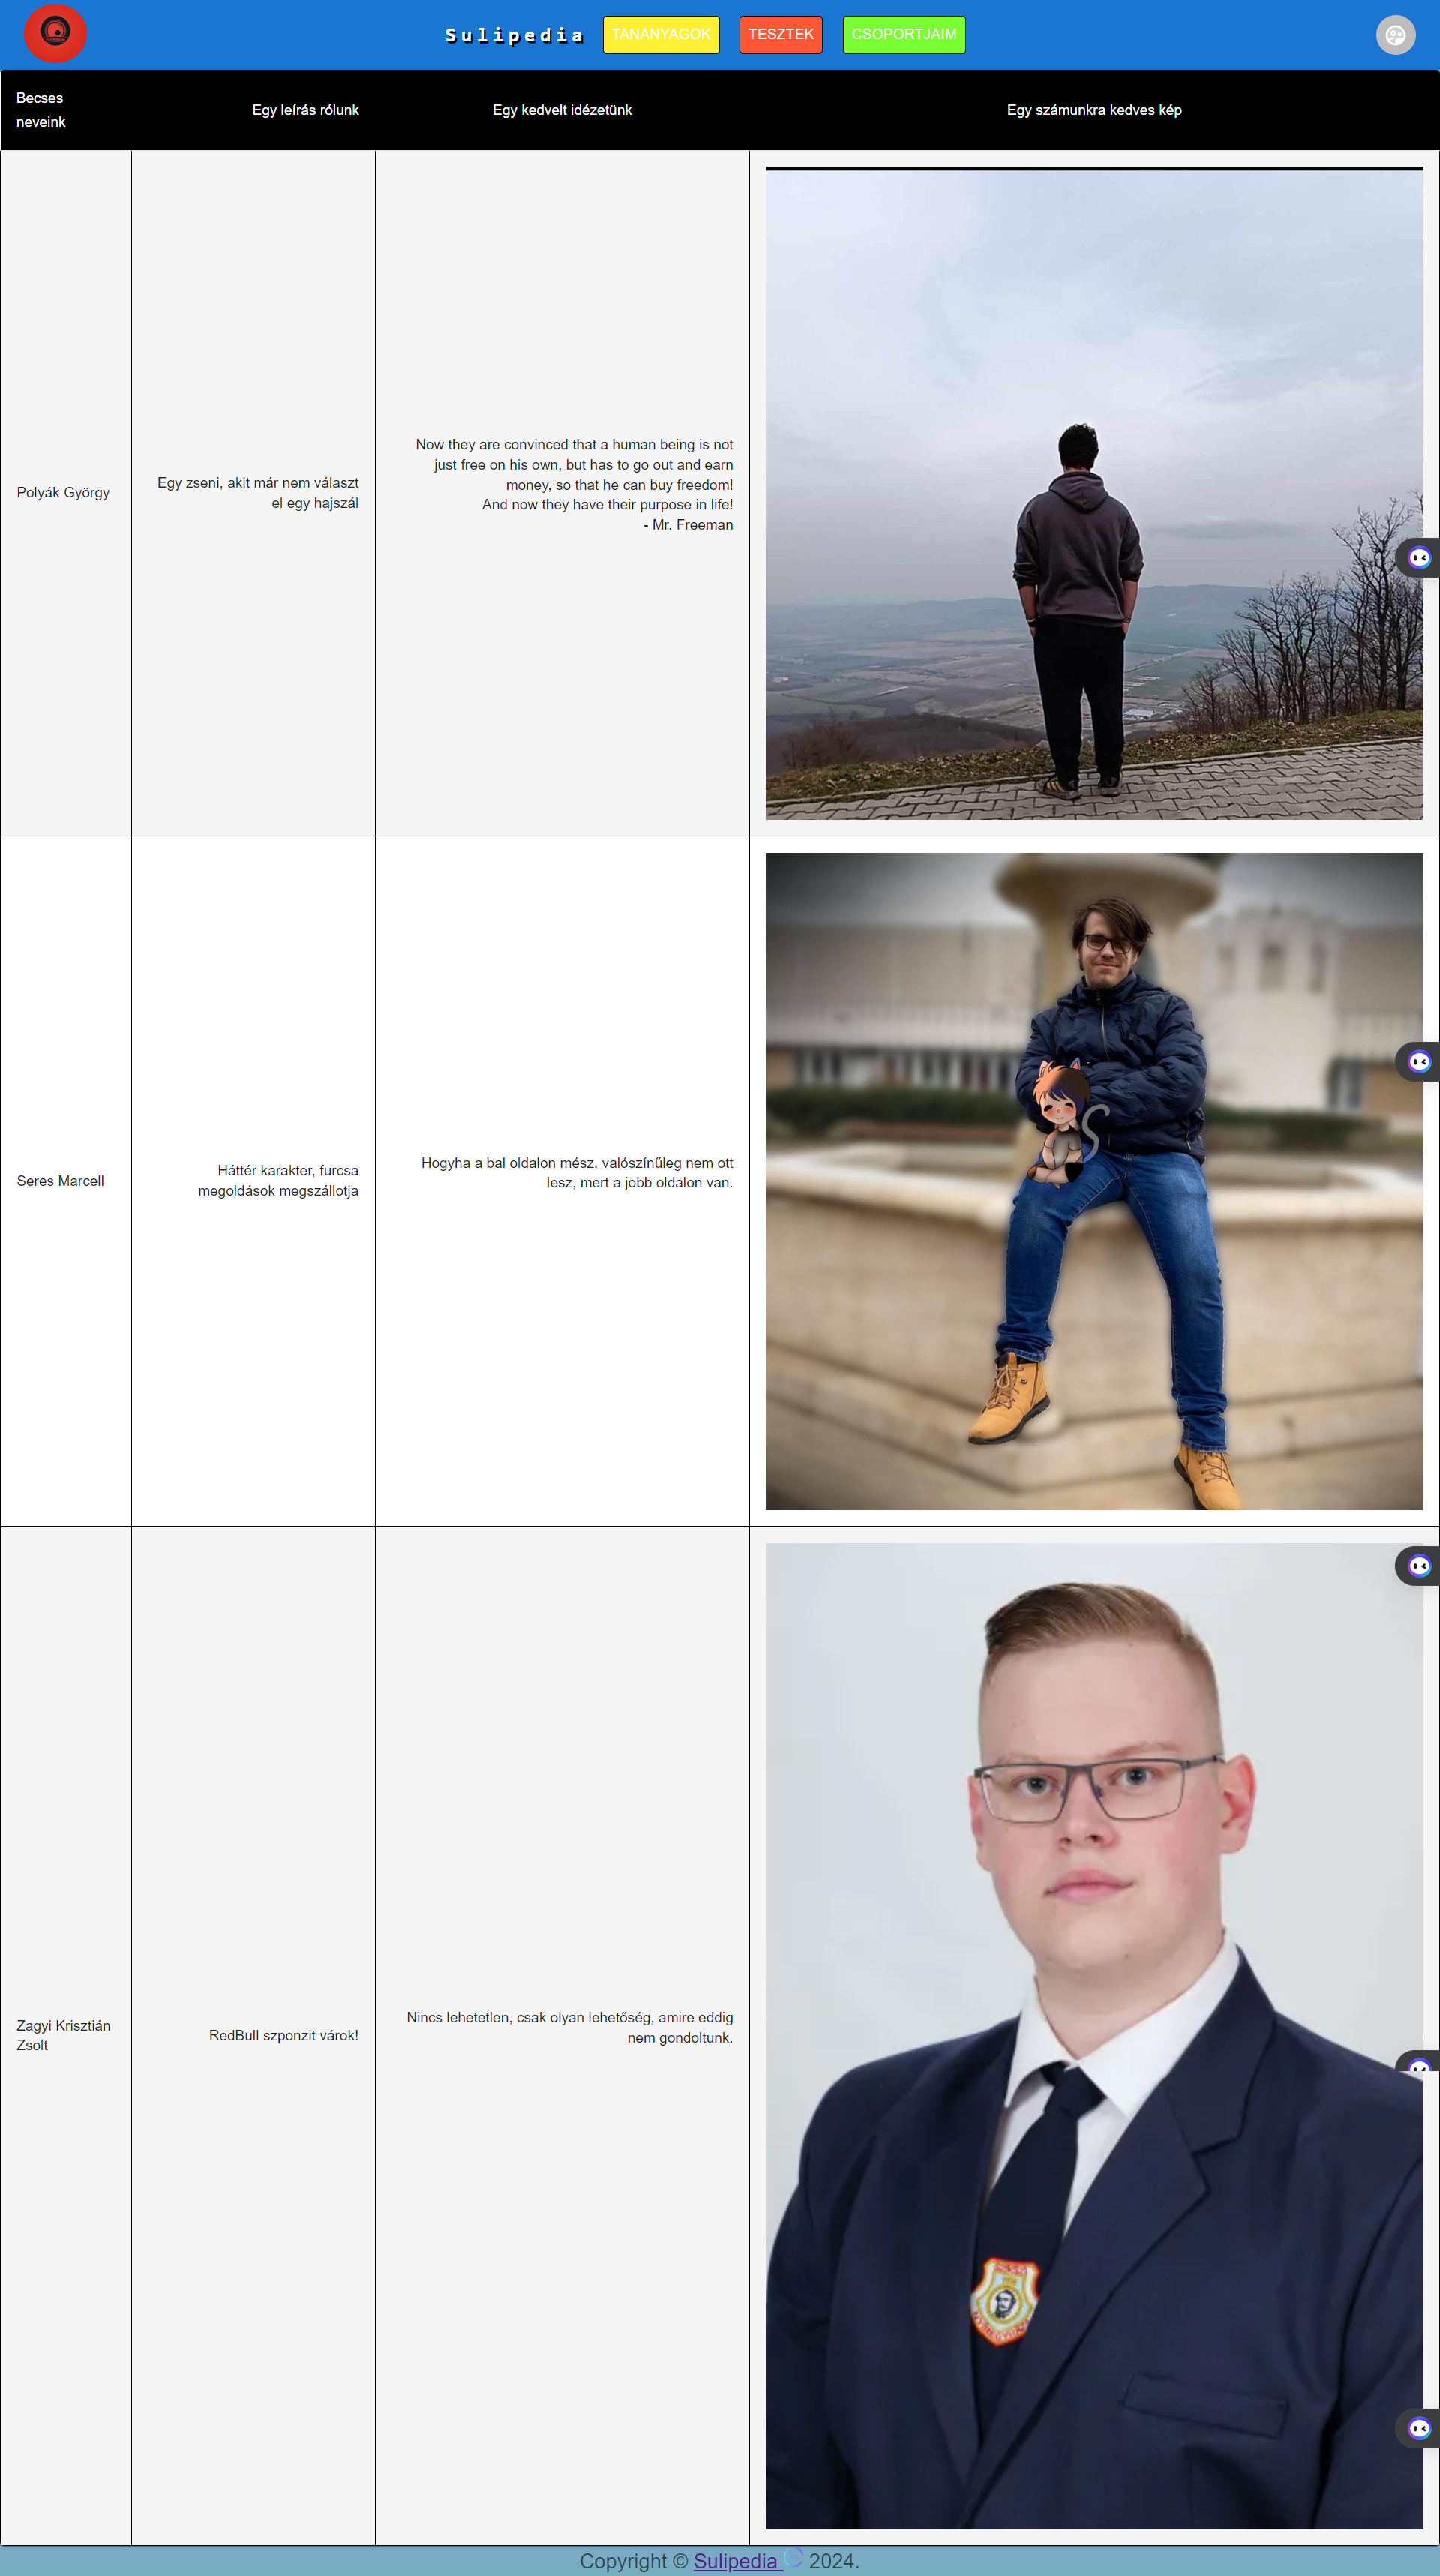 Sulipedia
TANANYAGOK
TESZTEK
CSOPORTJAIM
Becses
neveink
Egy leírás rólunk
Egy kedvelt idézetünk
Egy számunkra kedves kép
Polyák György
Egy zseni, akit már nem választ
el egy hajszál
Now they are convinced that a human being is not
just free on his own, but has to go out and earn
money, so that he can buy freedom!
And now they have their purpose in life!
- Mr. Freeman
Seres Marcell
Háttér karakter, furcsa
megoldások megszállotja
Hogyha a bal oldalon mész, valószínűleg nem ott
lesz, mert a jobb oldalon van.
Zagyi Krisztián
Zsolt
RedBull szponzit várok!
Nincs lehetetlen, csak olyan lehetőség, amire eddig
nem gondoltunk.
Copyright © Sulipedia 2024.